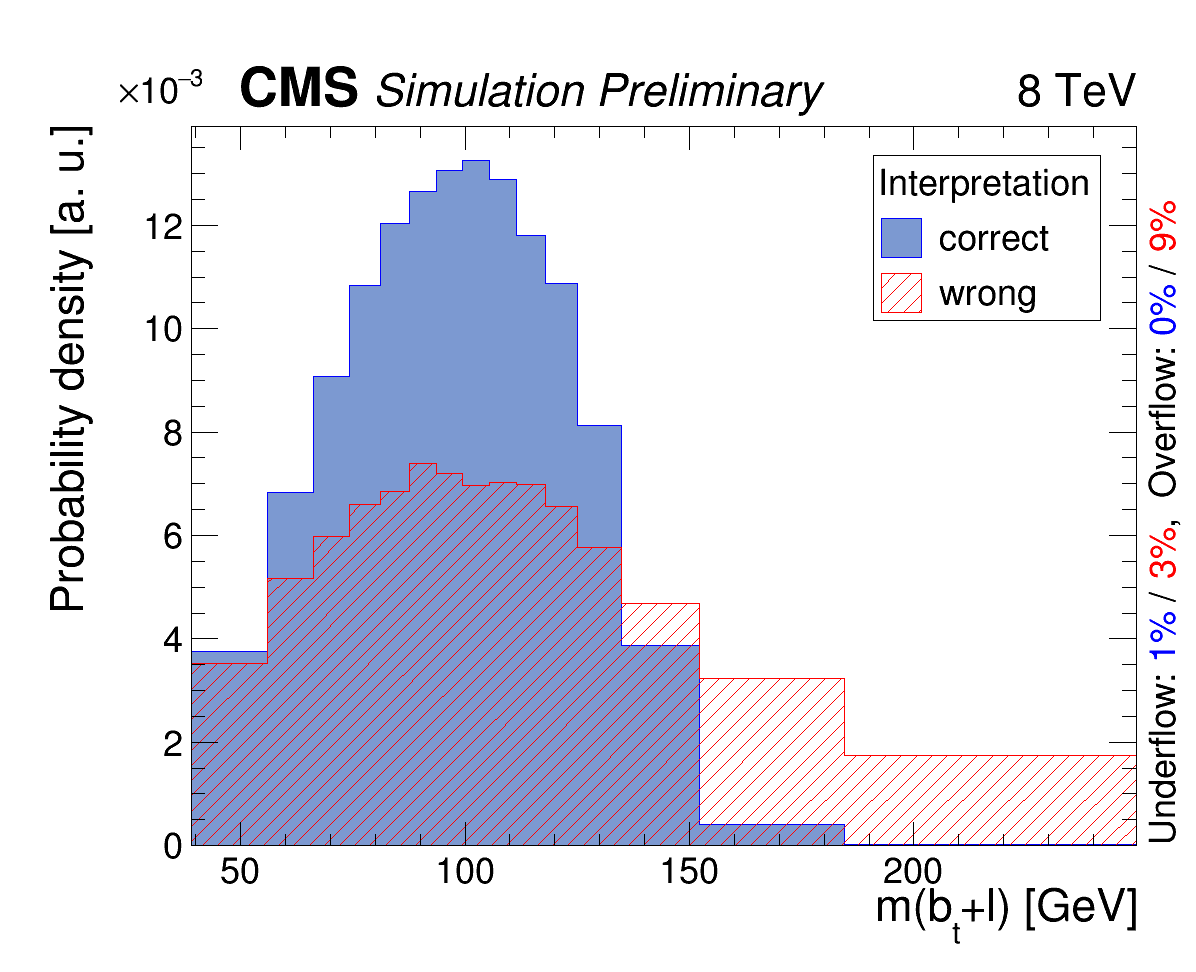 ×10⁻³ CMS Simulation Preliminary 8 TeV
Probability density [a. u.]
12
10
8
6
4
2
0
Interpretation
correct
wrong
50 100 150 200
m(b_t+l) [GeV]
Underflow: 1% / 3%, Overflow: 0% / 9%